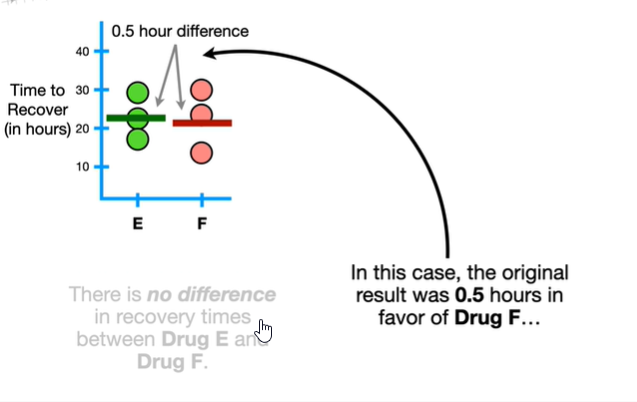 0.5 hour difference
40
Time to
30
Recover
(in hours)
20
10
E
F
There is no difference
in recovery times
between Drug E and
Drug F.
In this case, the original
result was 0.5 hours in
favor of Drug F...